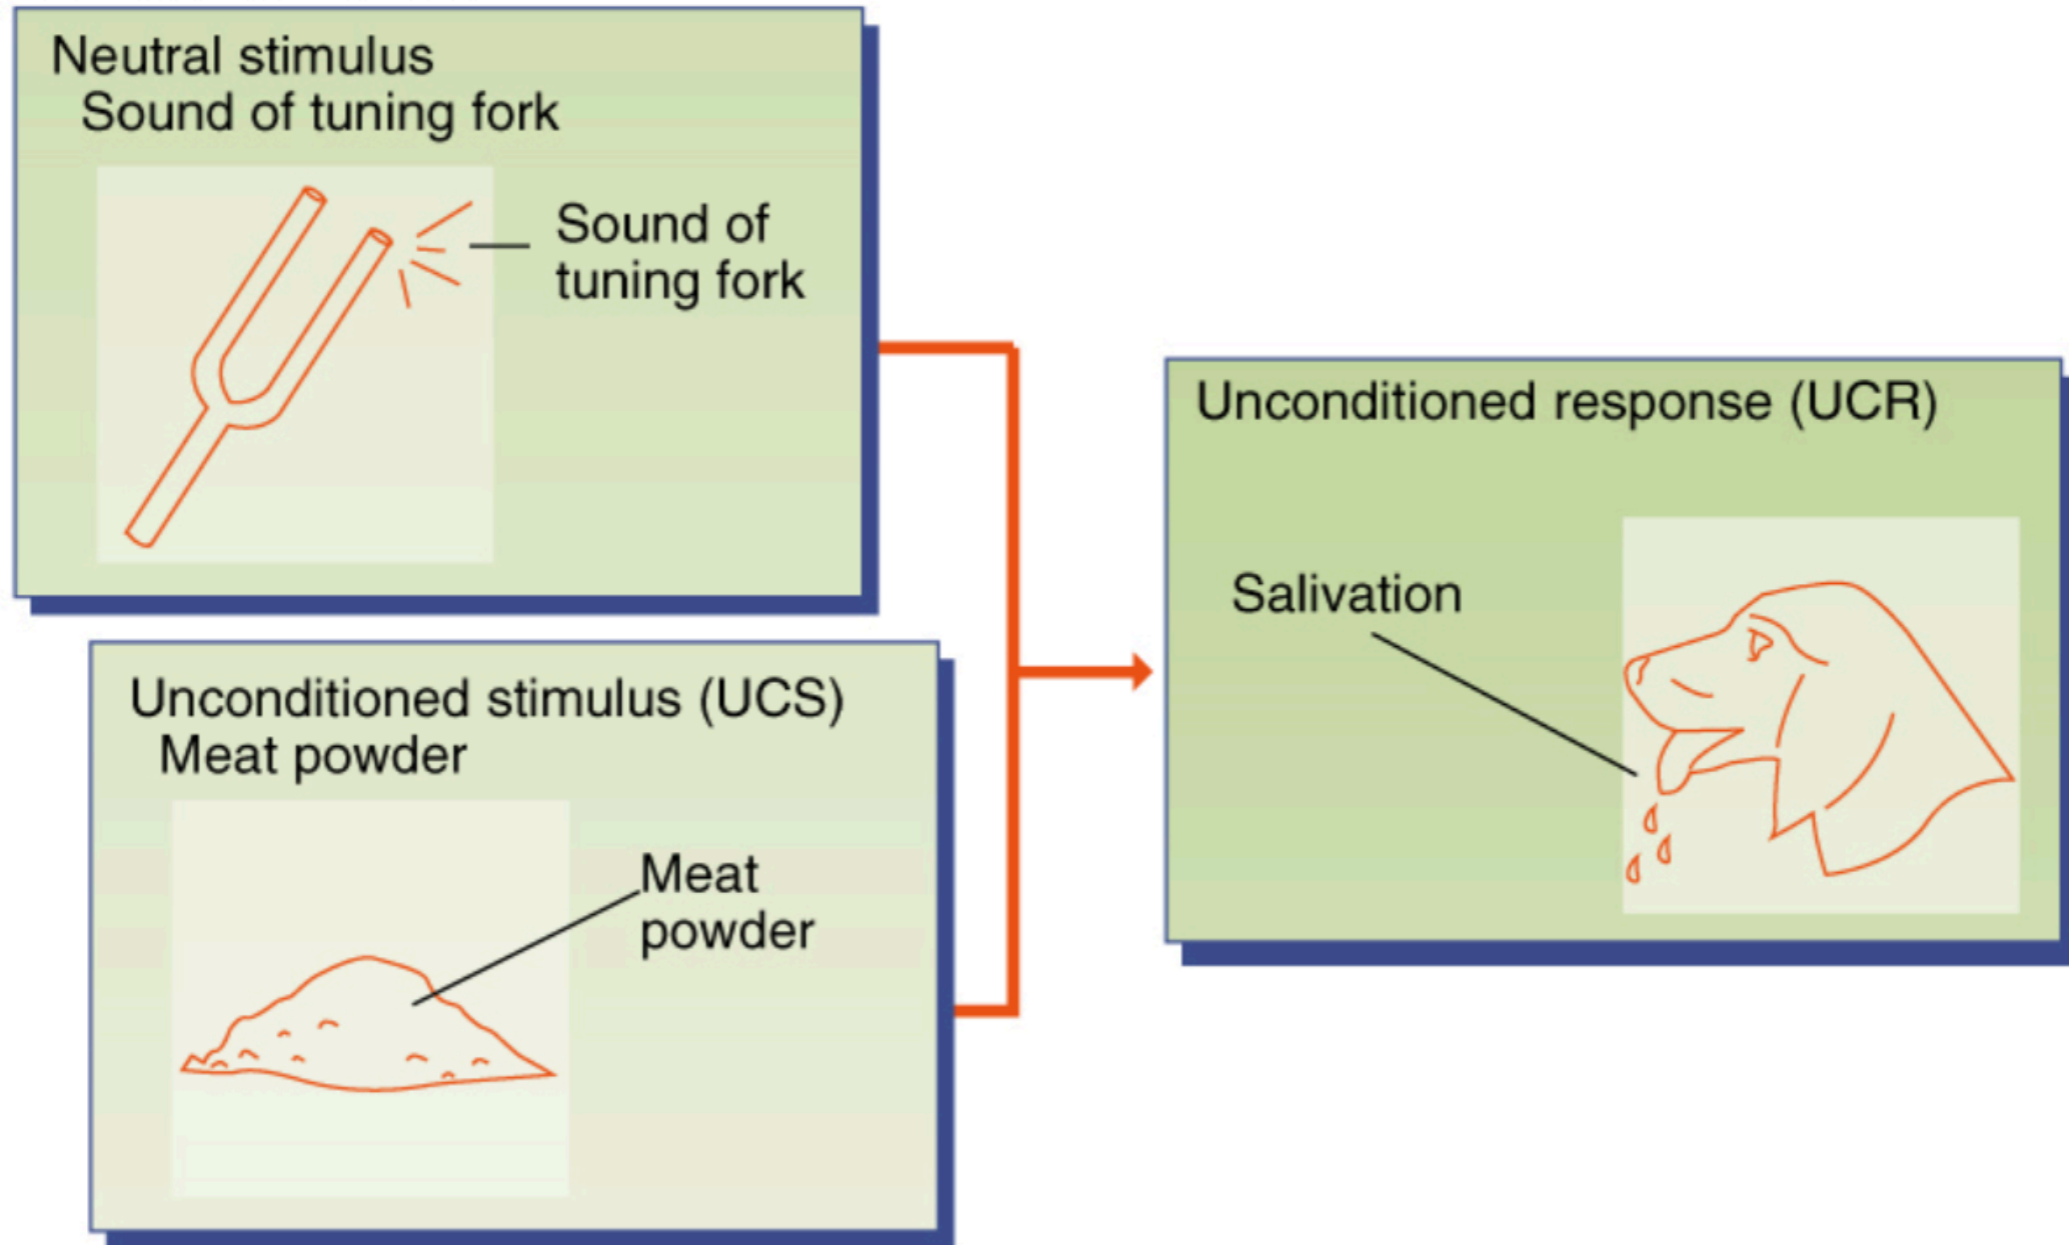 Neutral stimulus
Sound of tuning fork
Sound of
tuning fork
Unconditioned stimulus (UCS)
Meat powder
Meat
powder
Unconditioned response (UCR)
Salivation